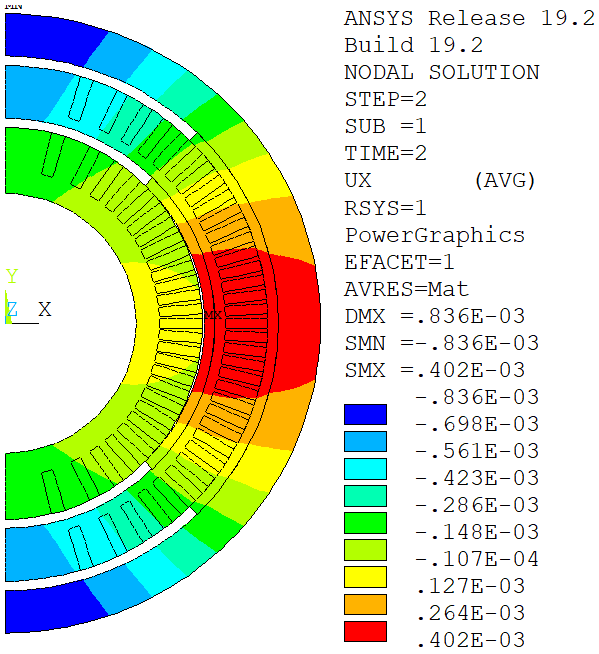 MN
ANSYS Release 19.2
Build 19.2
NODAL SOLUTION
STEP=2
SUB =1
TIME=2
UX (AVG)
RSYS=1
PowerGraphics
EFACET=1
AVRES=Mat
DMX =.836E-03
SMN =-.836E-03
SMX =.402E-03
-.836E-03
-.698E-03
-.561E-03
-.423E-03
-.286E-03
-.148E-03
-.107E-04
.127E-03
.264E-03
.402E-03
Y
Z X
MX